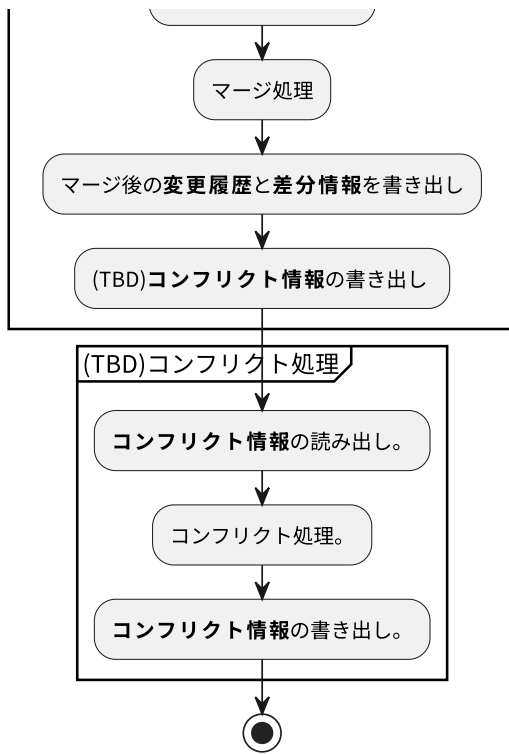 マージ処理
マージ後の変更履歴と差分情報を書き出し
(TBD)コンフリクト情報の書き出し
(TBD)コンフリクト処理
コンフリクト情報の読み出し。
コンフリクト処理。
コンフリクト情報の書き出し。